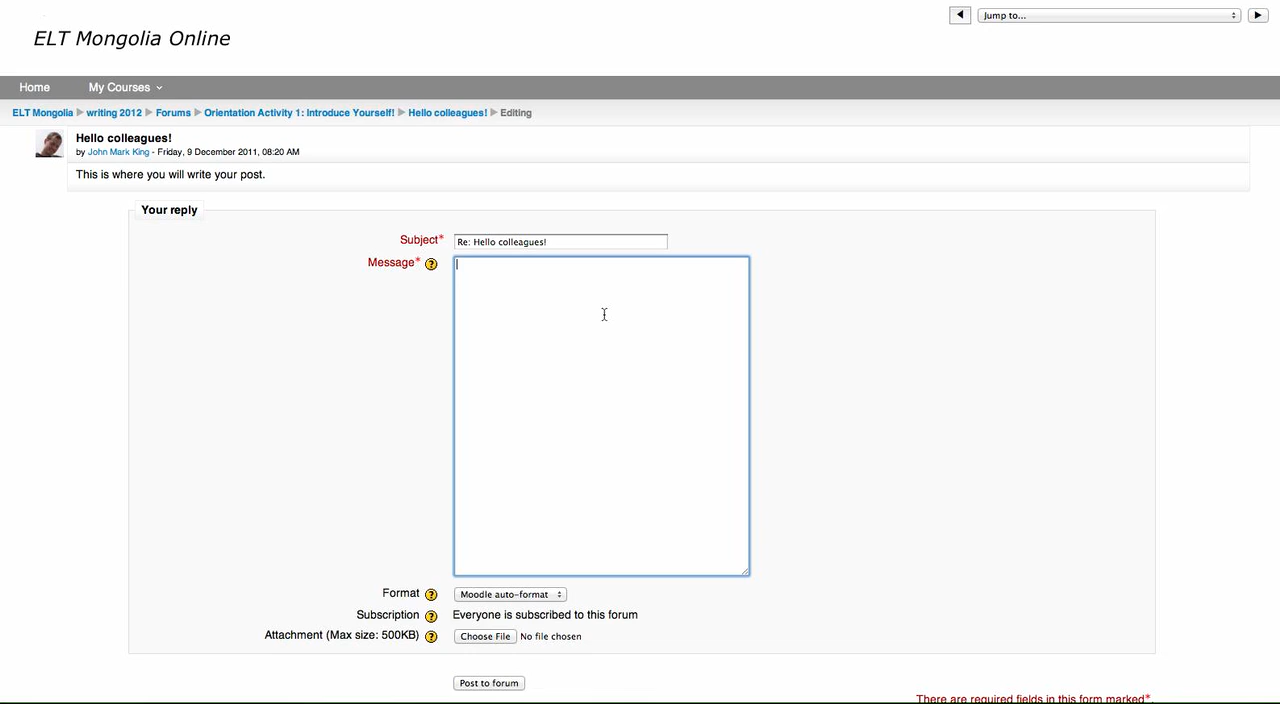 Jump to...
ELT Mongolia Online
Home My Courses
ELT Mongolia writing 2012 Forums Orientation Activity 1: Introduce Yourself! Hello colleagues! Editing
Hello colleagues!
by John Mark King - Friday, 9 December 2011, 08:20 AM
This is where you will write your post.
Your reply
Subject* Re: Hello colleagues!
Message* ?
Format ? Moodle auto-format
Subscription ? Everyone is subscribed to this forum
Attachment (Max size: 500KB) ? Choose File No file chosen
Post to forum
There are required fields in this form marked*.